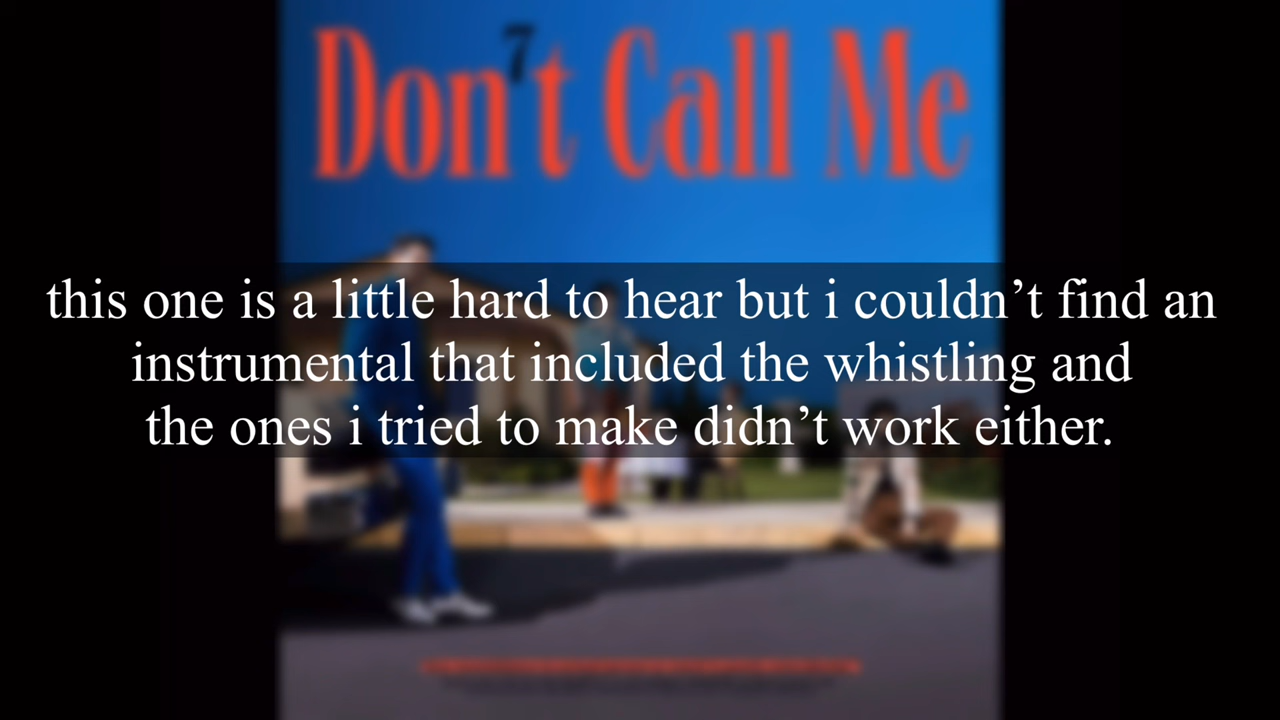 Don't Call Me
this one is a little hard to hear but i couldn’t find an
instrumental that included the whistling and
the ones i tried to make didn’t work either.